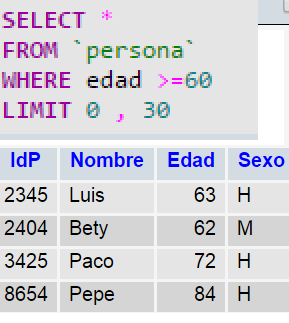 SELECT *
FROM `persona`
WHERE edad >=60
LIMIT 0 , 30
IdP Nombre Edad Sexo
2345 Luis 63 H
2404 Bety 62 M
3425 Paco 72 H
8654 Pepe 84 H